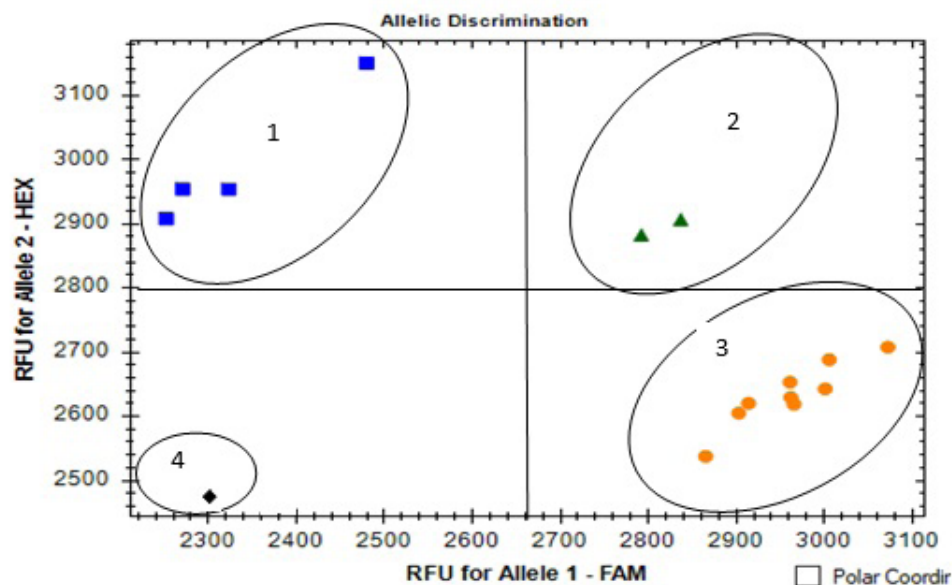 Allelic Discrimination
3100
3000
2900
2800
2700
2600
2500
RFU for Allele 2 - HEX
1
2
3
4
2300 2400 2500 2600 2700 2800 2900 3000 3100
RFU for Allele 1 - FAM
Polar Coordin